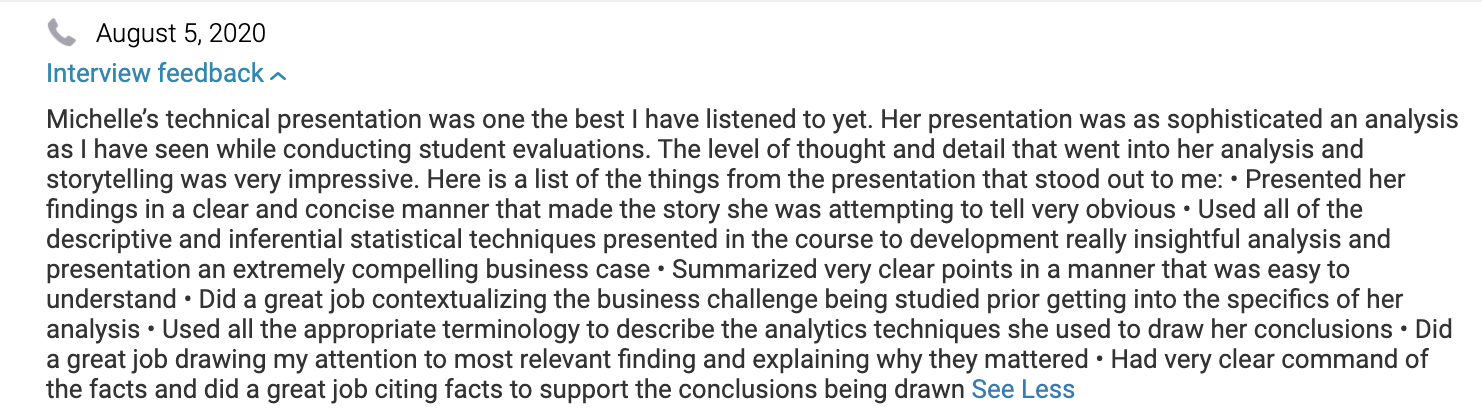 August 5, 2020
Interview feedback
Michelle’s technical presentation was one the best I have listened to yet. Her presentation was as sophisticated an analysis
as I have seen while conducting student evaluations. The level of thought and detail that went into her analysis and
storytelling was very impressive. Here is a list of the things from the presentation that stood out to me: • Presented her
findings in a clear and concise manner that made the story she was attempting to tell very obvious • Used all of the
descriptive and inferential statistical techniques presented in the course to development really insightful analysis and
presentation an extremely compelling business case • Summarized very clear points in a manner that was easy to
understand • Did a great job contextualizing the business challenge being studied prior getting into the specifics of her
analysis • Used all the appropriate terminology to describe the analytics techniques she used to draw her conclusions • Did
a great job drawing my attention to most relevant finding and explaining why they mattered • Had very clear command of
the facts and did a great job citing facts to support the conclusions being drawn See Less